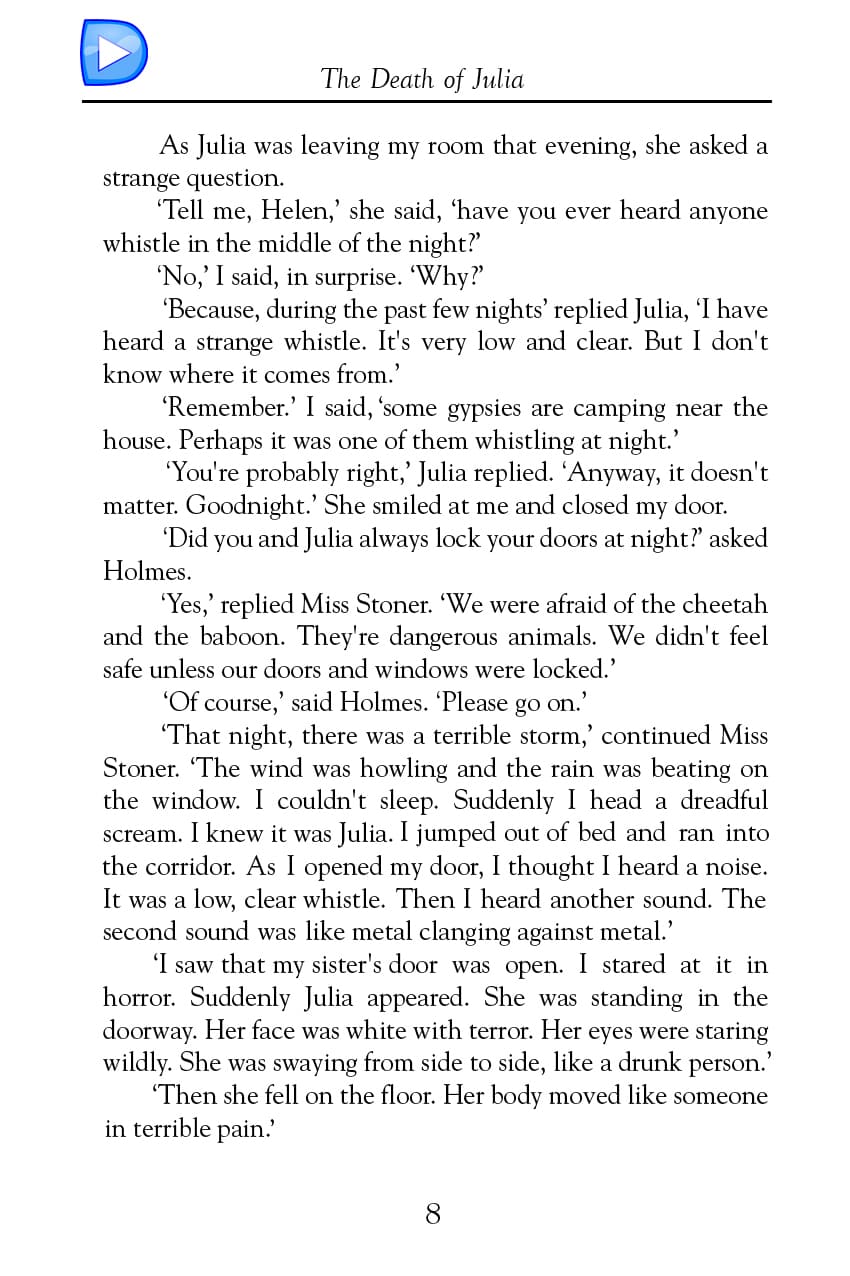 The Death of Julia
As Julia was leaving my room that evening, she asked a
strange question.
‘Tell me, Helen,’ she said, ‘have you ever heard anyone
whistle in the middle of the night?’
‘No,’ I said, in surprise. ‘Why?’
‘Because, during the past few nights’ replied Julia, ‘I have
heard a strange whistle. It's very low and clear. But I don't
know where it comes from.’
‘Remember.’ I said, ‘some gypsies are camping near the
house. Perhaps it was one of them whistling at night.’
‘You're probably right,’ Julia replied. ‘Anyway, it doesn't
matter. Goodnight.’ She smiled at me and closed my door.
‘Did you and Julia always lock your doors at night?’ asked
Holmes.
‘Yes,’ replied Miss Stoner. ‘We were afraid of the cheetah
and the baboon. They're dangerous animals. We didn't feel
safe unless our doors and windows were locked.’
‘Of course,’ said Holmes. ‘Please go on.’
‘That night, there was a terrible storm,’ continued Miss
Stoner. ‘The wind was howling and the rain was beating on
the window. I couldn't sleep. Suddenly I head a dreadful
scream. I knew it was Julia. I jumped out of bed and ran into
the corridor. As I opened my door, I thought I heard a noise.
It was a low, clear whistle. Then I heard another sound. The
second sound was like metal clanging against metal.’
‘I saw that my sister's door was open. I stared at it in
horror. Suddenly Julia appeared. She was standing in the
doorway. Her face was white with terror. Her eyes were staring
wildly. She was swaying from side to side, like a drunk person.’
‘Then she fell on the floor. Her body moved like someone
in terrible pain.’
8